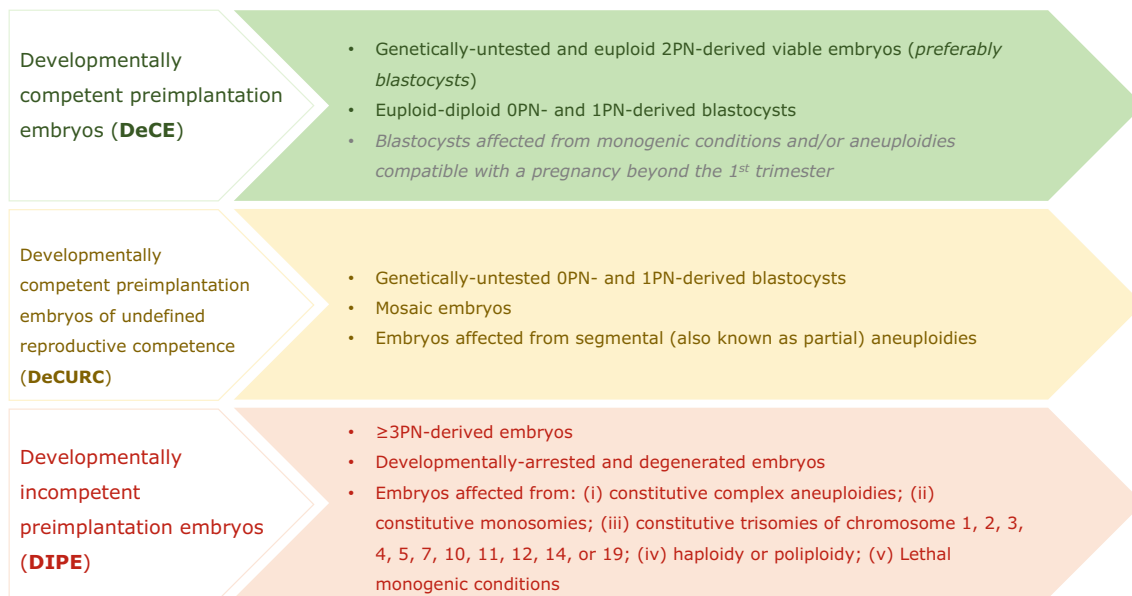 Developmentally
competent preimplantation
embryos (DeCE)
• Genetically-untested and euploid 2PN-derived viable embryos (preferably
blastocysts)
• Euploid-diploid 0PN- and 1PN-derived blastocysts
• Blastocysts affected from monogenic conditions and/or aneuploidies
compatible with a pregnancy beyond the 1st trimester
Developmentally
competent preimplantation
embryos of undefined
reproductive competence
(DeCURC)
• Genetically-untested 0PN- and 1PN-derived blastocysts
• Mosaic embryos
• Embryos affected from segmental (also known as partial) aneuploidies
Developmentally
incompetent
preimplantation embryos
(DIPE)
• ≥3PN-derived embryos
• Developmentally-arrested and degenerated embryos
• Embryos affected from: (i) constitutive complex aneuploidies; (ii)
constitutive monosomies; (iii) constitutive trisomies of chromosome 1, 2, 3,
4, 5, 7, 10, 11, 12, 14, or 19; (iv) haploidy or poliploidy; (v) Lethal
monogenic conditions